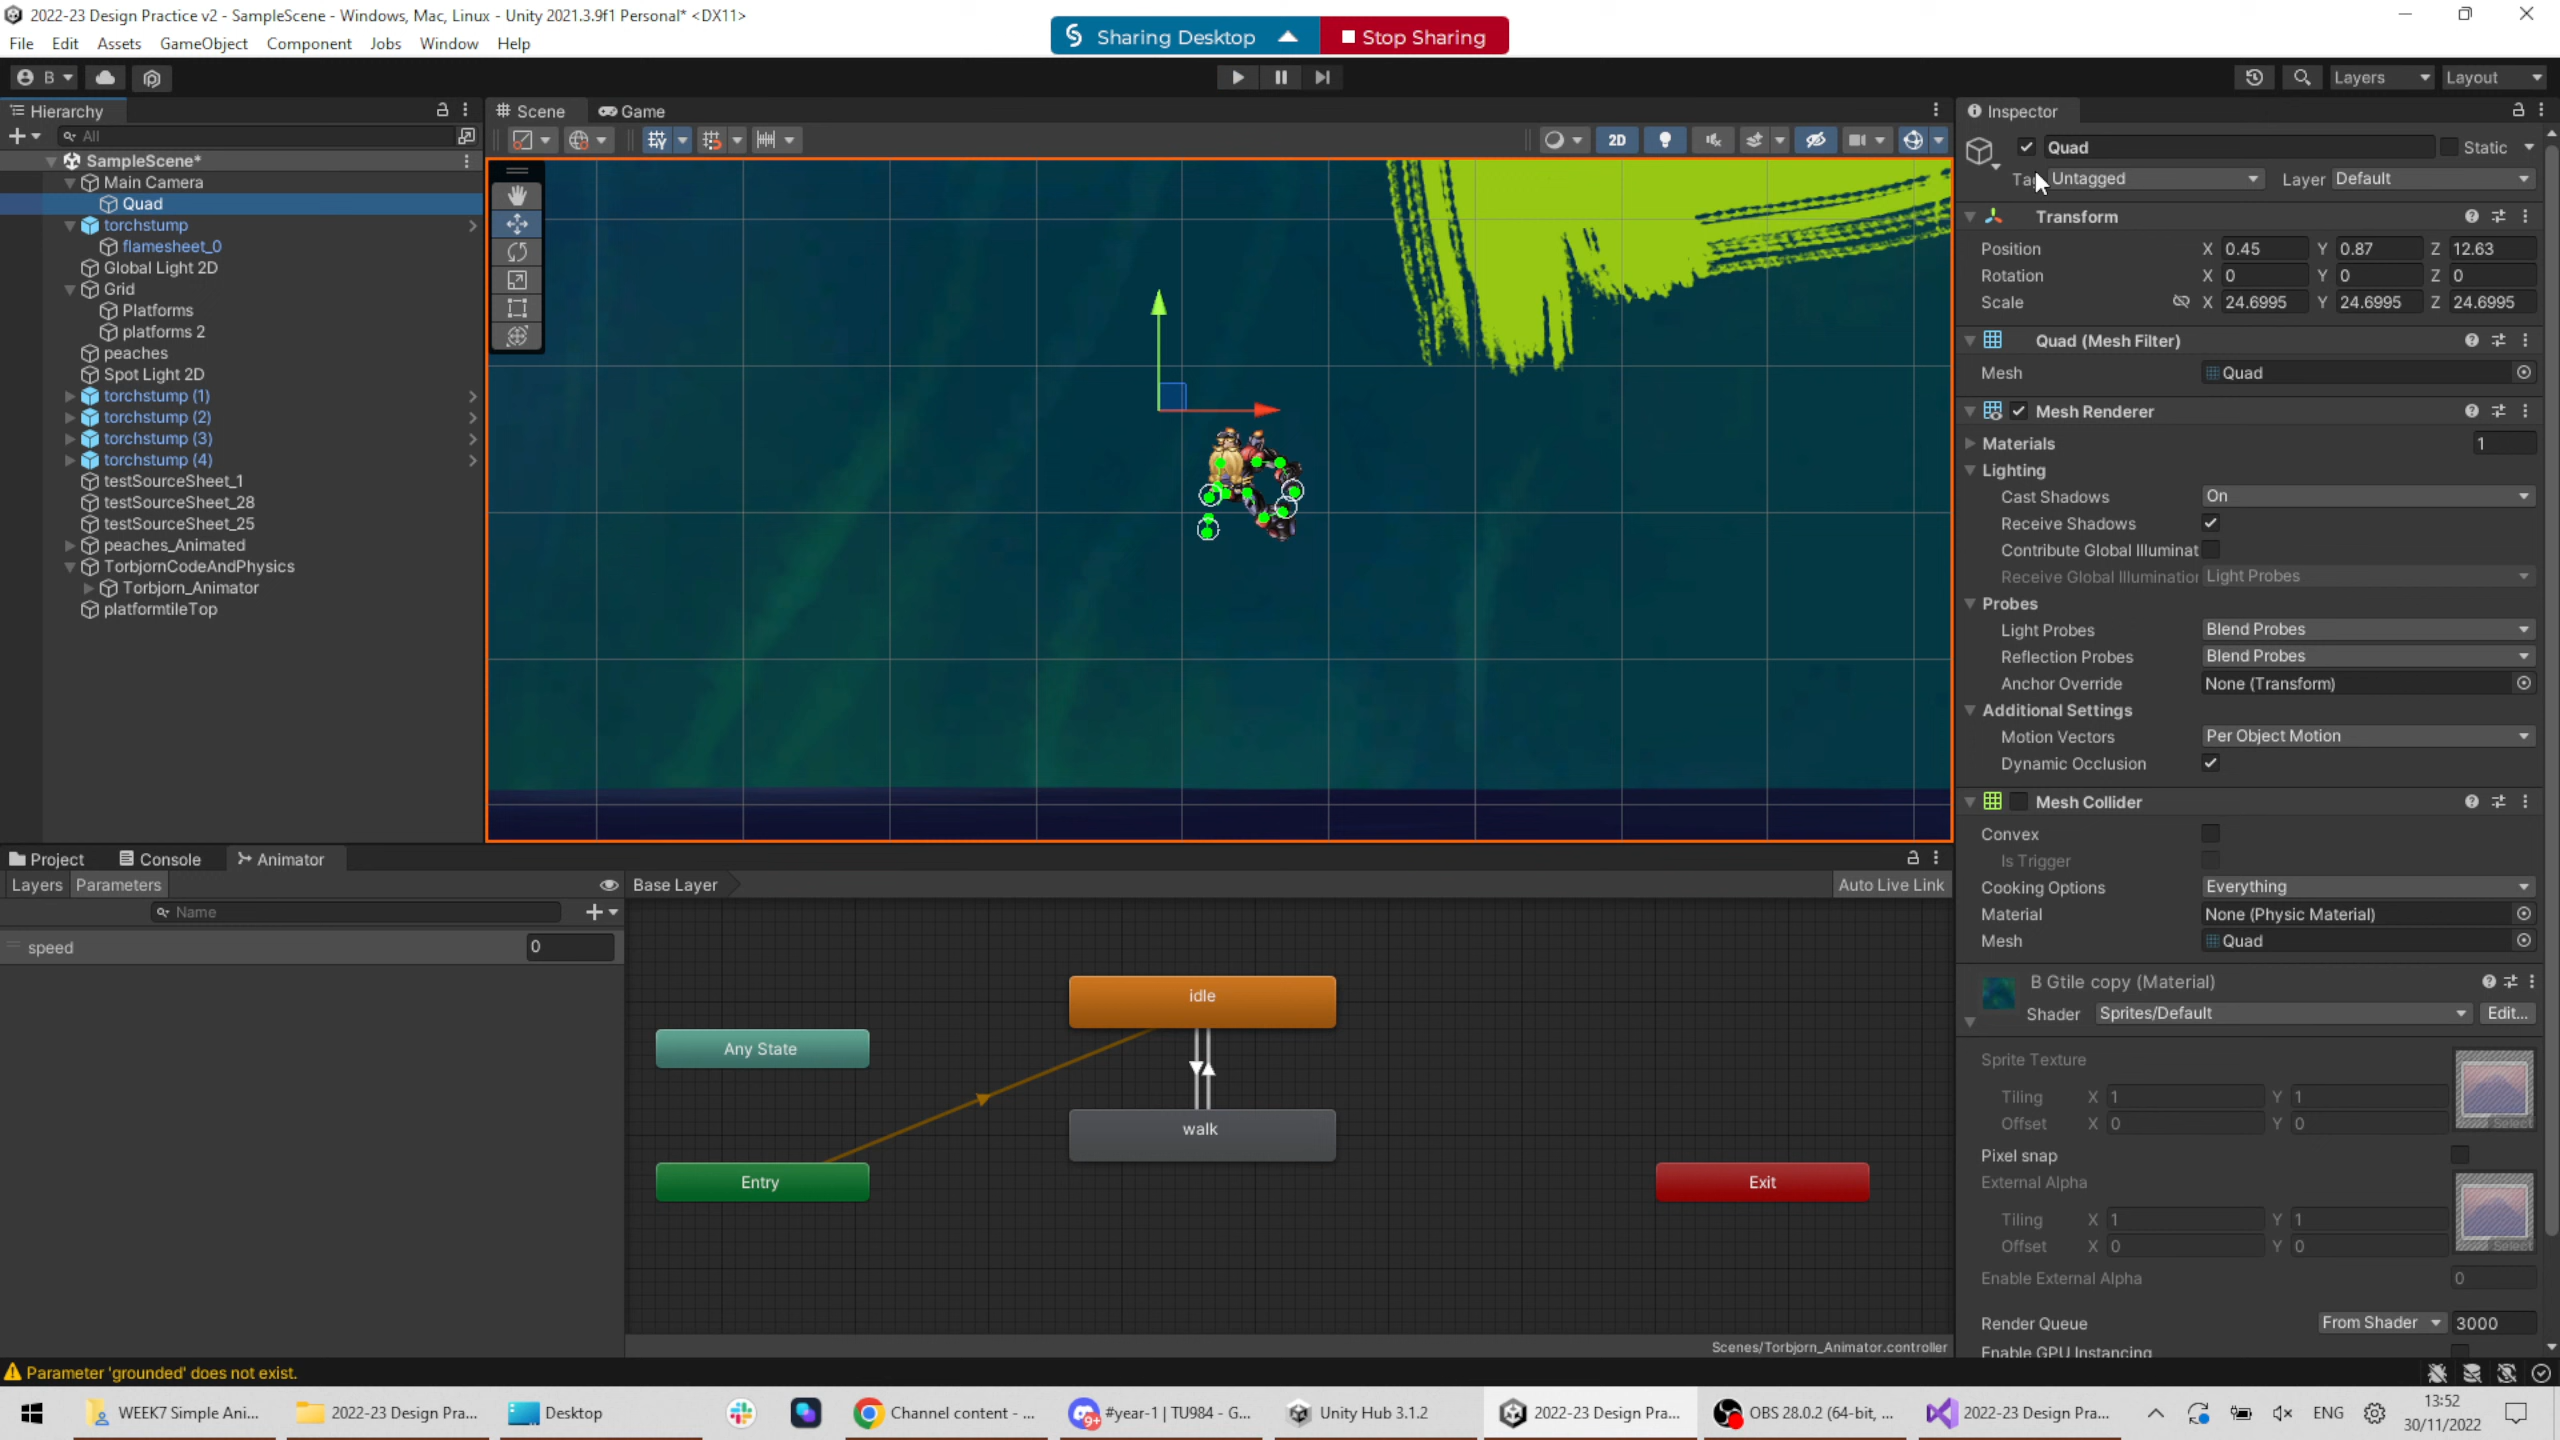 2022-23 Design Practice v2 - SampleScene - Windows, Mac, Linux - Unity 2021.3.9f1 Personal* <DX11>
Sharing Desktop Stop Sharing
File Edit Assets GameObject Component Jobs Window Help
B Layers Layout
Hierarchy
All
SampleScene*
Main Camera
Quad
torchstump
flamesheet_0
Global Light 2D
Grid
Platforms
platforms 2
peaches
Spot Light 2D
torchstump (1)
torchstump (2)
torchstump (3)
torchstump (4)
testSourceSheet_1
testSourceSheet_28
testSourceSheet_25
peaches_Animated
TorbjornCodeAndPhysics
Torbjorn_Animator
platformtileTop
Scene Game
2D
Inspector
Quad Static
Untagged Layer Default
Transform
Position X 0.45 Y 0.87 Z 12.63
Rotation X 0 Y 0 Z 0
Scale X 24.6995 Y 24.6995 Z 24.6995
Quad (Mesh Filter)
Mesh Quad
Mesh Renderer
Materials 1
Lighting
Cast Shadows On
Receive Shadows
Contribute Global Illuminat
Receive Global Illumination Light Probes
Probes
Light Probes Blend Probes
Reflection Probes Blend Probes
Anchor Override None (Transform)
Additional Settings
Motion Vectors Per Object Motion
Dynamic Occlusion
Mesh Collider
Convex
Is Trigger
Cooking Options Everything
Material None (Physic Material)
Mesh Quad
B Gtile copy (Material)
Shader Sprites/Default Edit...
Sprite Texture
Tiling X 1 Y 1
Offset X 0 Y 0
Select
Pixel snap
External Alpha
Tiling X 1 Y 1
Offset X 0 Y 0
Select
Enable External Alpha 0
Render Queue From Shader 3000
Enable GPU Instancing
Project Console Animator
Layers Parameters
Name
speed 0
Base Layer Auto Live Link
idle
Any State
walk
Entry
Exit
Scenes/Torbjorn_Animator.controller
Parameter 'grounded' does not exist.
WEEK7 Simple Ani...
2022-23 Design Pra...
Desktop
Channel content - ...
9+
#year-1 | TU984 - G...
Unity Hub 3.1.2
2022-23 Design Pra...
OBS 28.0.2 (64-bit, ...
2022-23 Design Pra...
ENG
13:52
30/11/2022